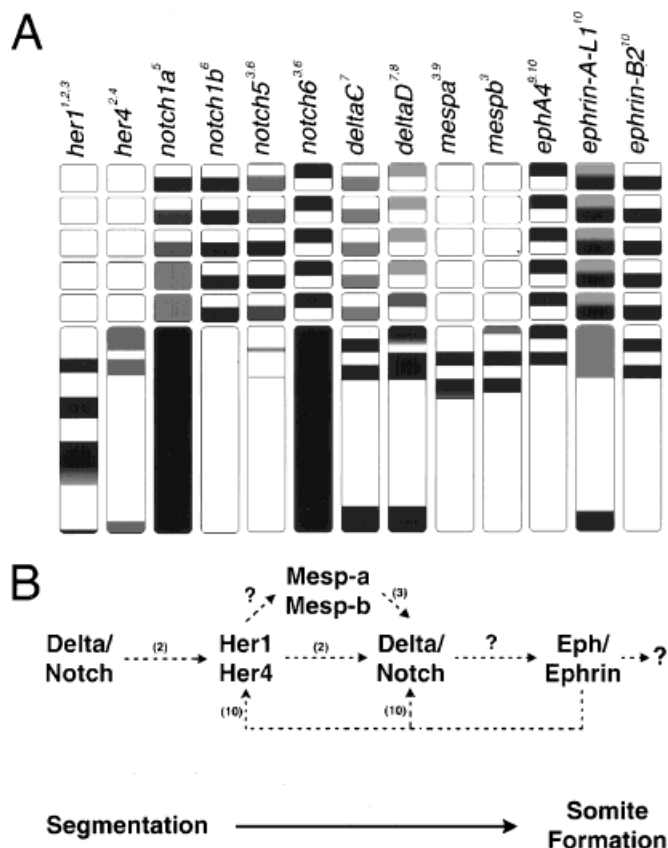 A
her1 1,2,3
her4 2,4
notch1a 5
notch1b 6
notch5 3,6
notch6 3,6
deltaC 7
deltaD 7,8
mespa 3,9
mespb 3
ephA4 9,10
ephrin-A-L1 10
ephrin-B2 10
B
Mesp-a
? Mesp-b (3)
Delta/ Her1 Delta/ Eph/
Notch (2) Her4 (2) Notch ? Ephrin ?
(10) (10)
Segmentation Somite
Formation